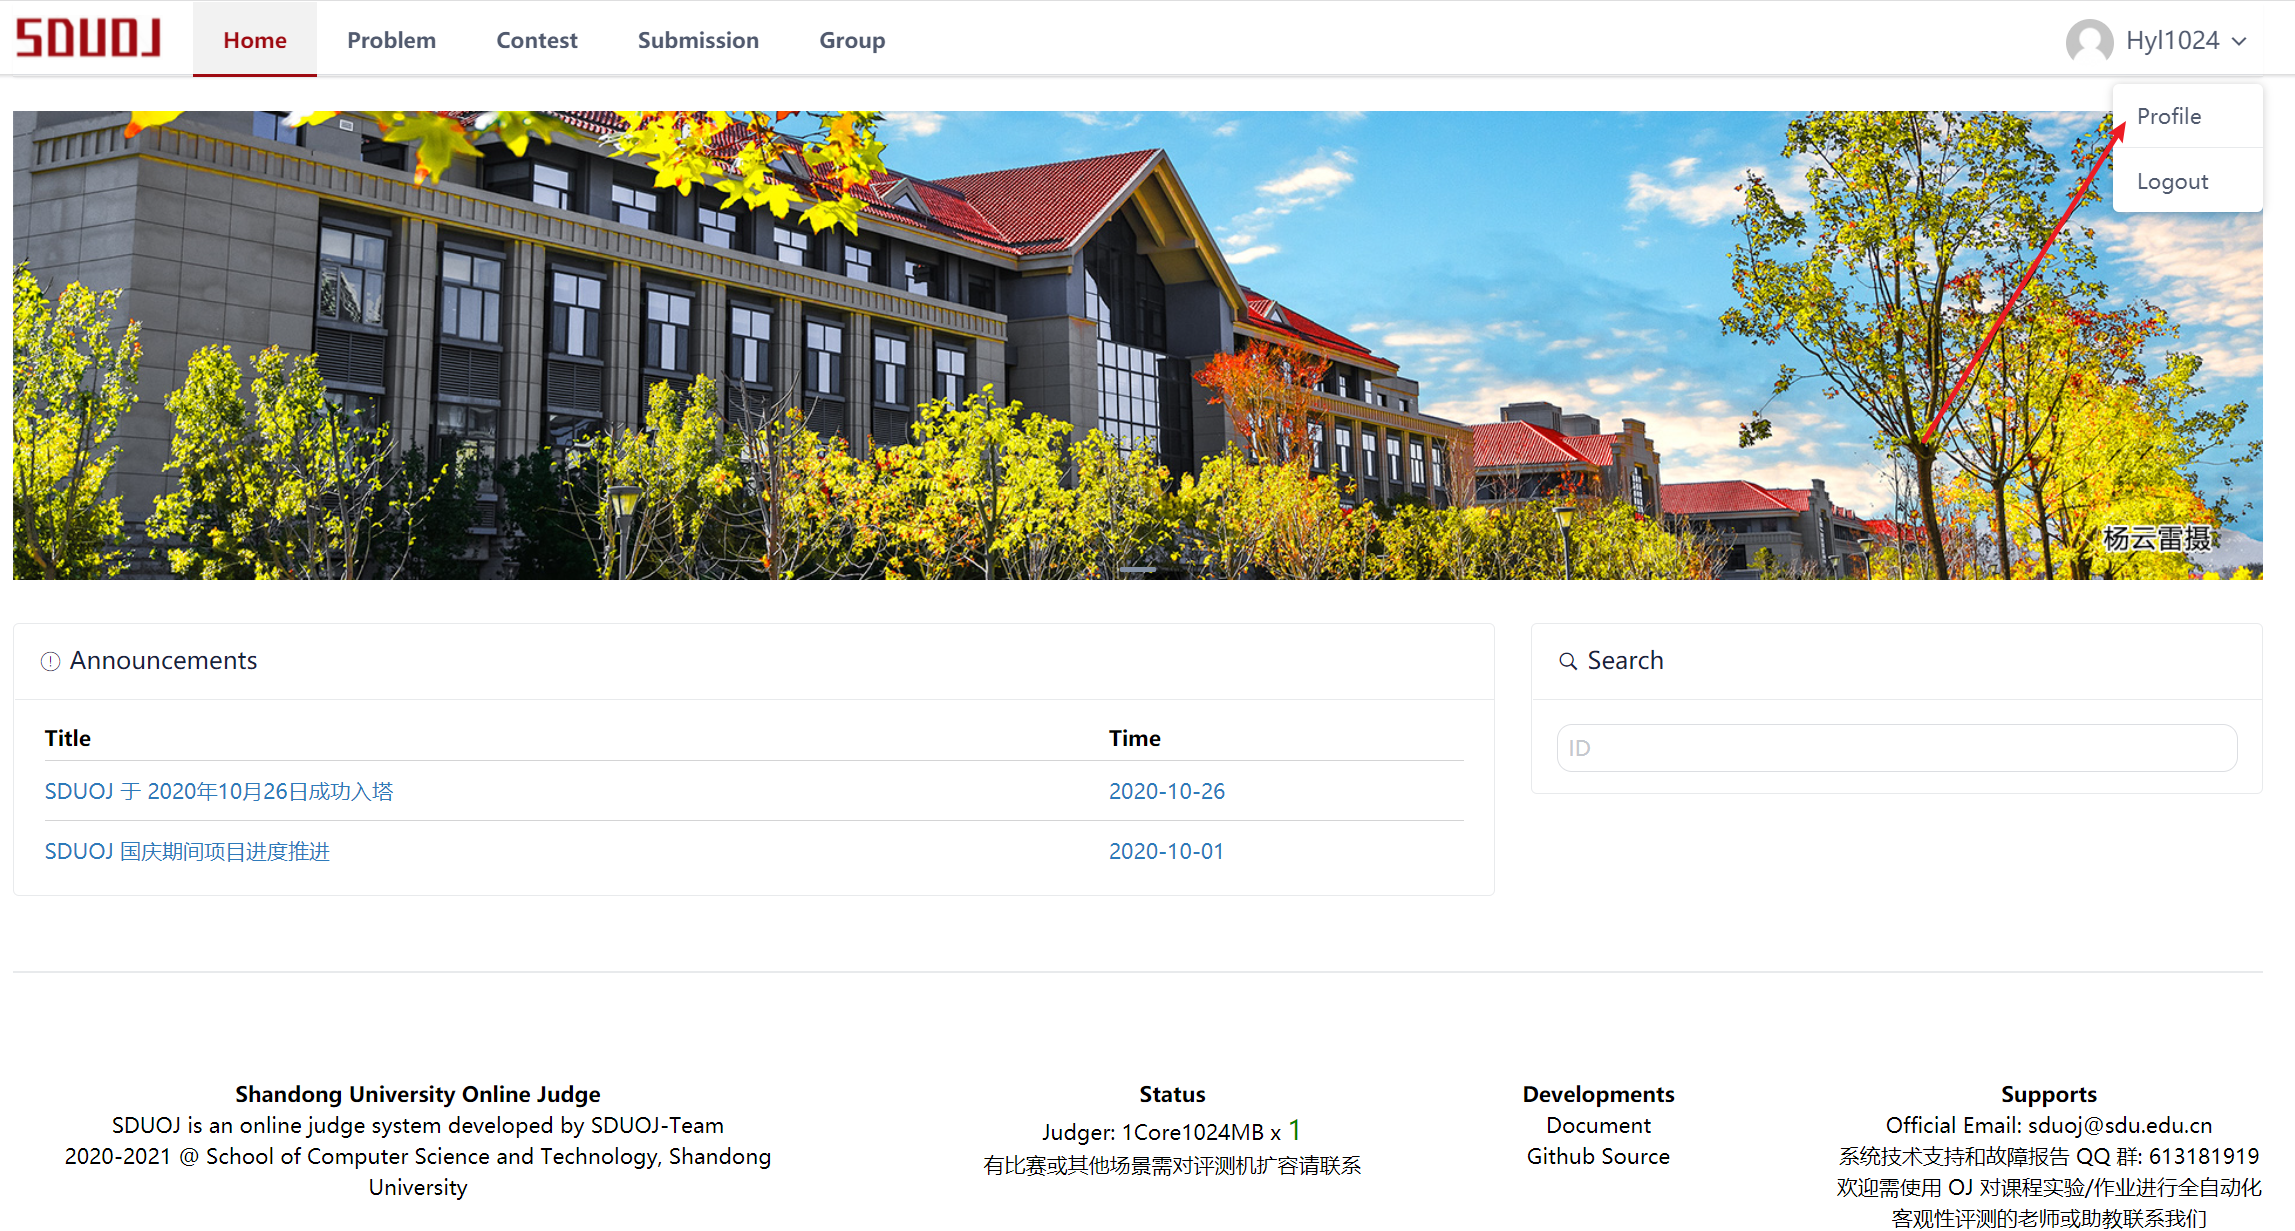 SDUOJ
Home
Problem
Contest
Submission
Group
Hyl1024
Profile
Logout
杨云雷摄
Announcements
Title
Time
SDUOJ 于 2020年10月26日成功入塔
2020-10-26
SDUOJ 国庆期间项目进度推进
2020-10-01
Search
ID
Shandong University Online Judge
SDUOJ is an online judge system developed by SDUOJ-Team
2020-2021 @ School of Computer Science and Technology, Shandong
University
Status
Judger: 1Core1024MB x 1
有比赛或其他场景需对评测机扩容请联系
Developments
Document
Github Source
Supports
Official Email: sduoj@sdu.edu.cn
系统技术支持和故障报告 QQ 群: 613181919
欢迎需使用 OJ 对课程实验/作业进行全自动化
客观性评测的老师或助教联系我们